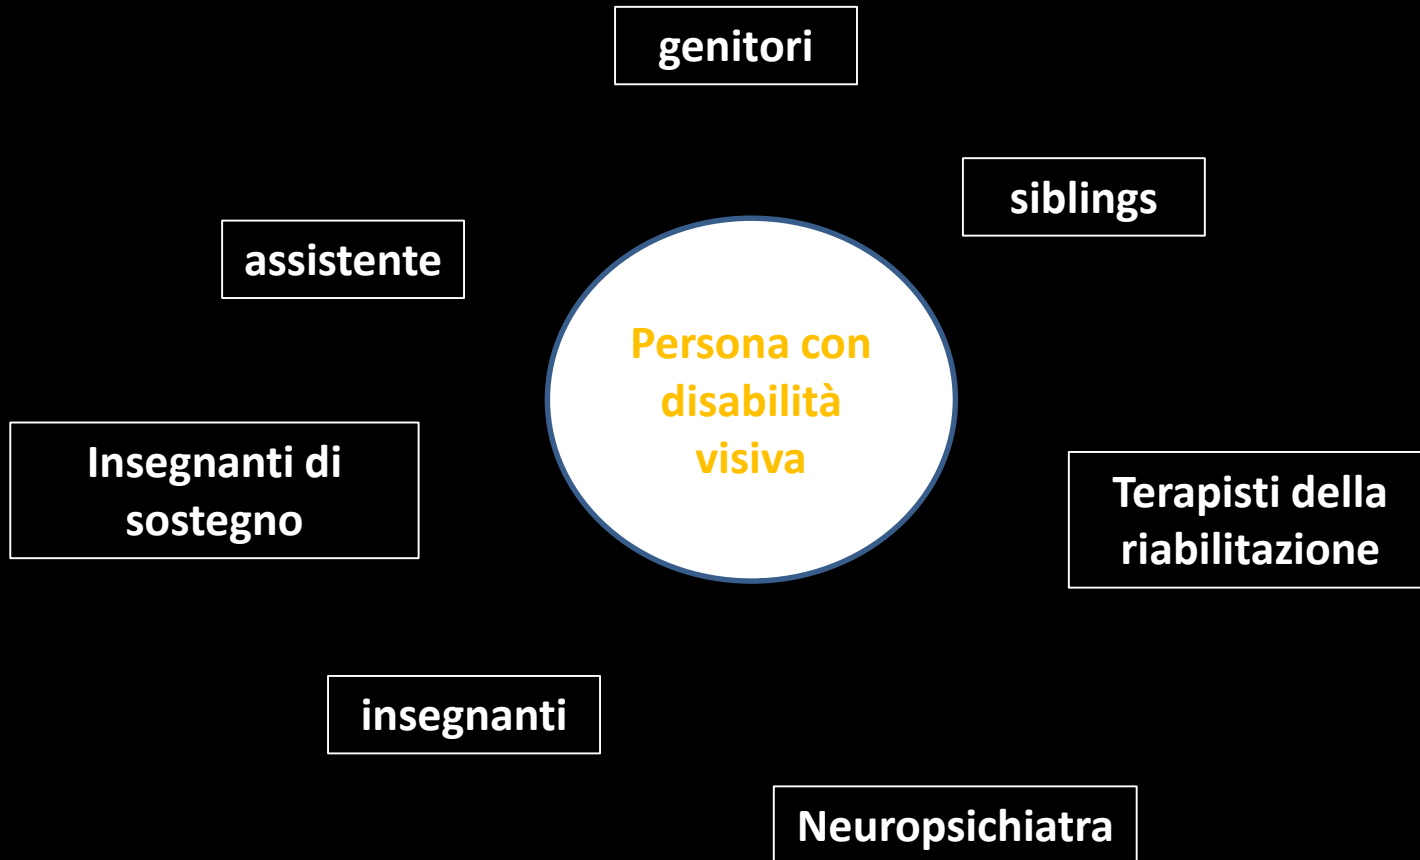 genitori
siblings
assistente
Persona con
disabilità
visiva
Insegnanti di
sostegno
Terapisti della
riabilitazione
insegnanti
Neuropsichiatra